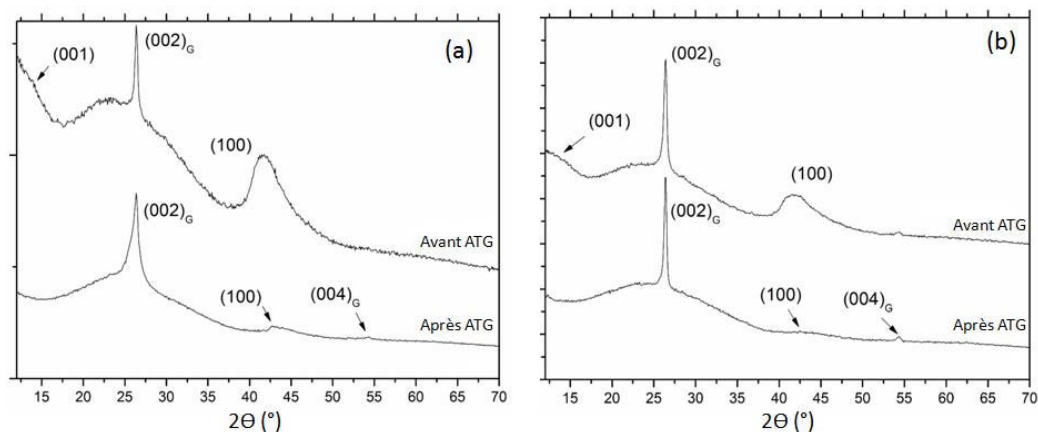 (a)
(002)G
(001)
(100)
Avant ATG
(002)G
(100)
(004)G
Après ATG
15 20 25 30 35 40 45 50 55 60 65 70
2Θ (°)
(b)
(002)G
(001)
(100)
Avant ATG
(002)G
(100)
(004)G
Après ATG
15 20 25 30 35 40 45 50 55 60 65 70
2Θ (°)